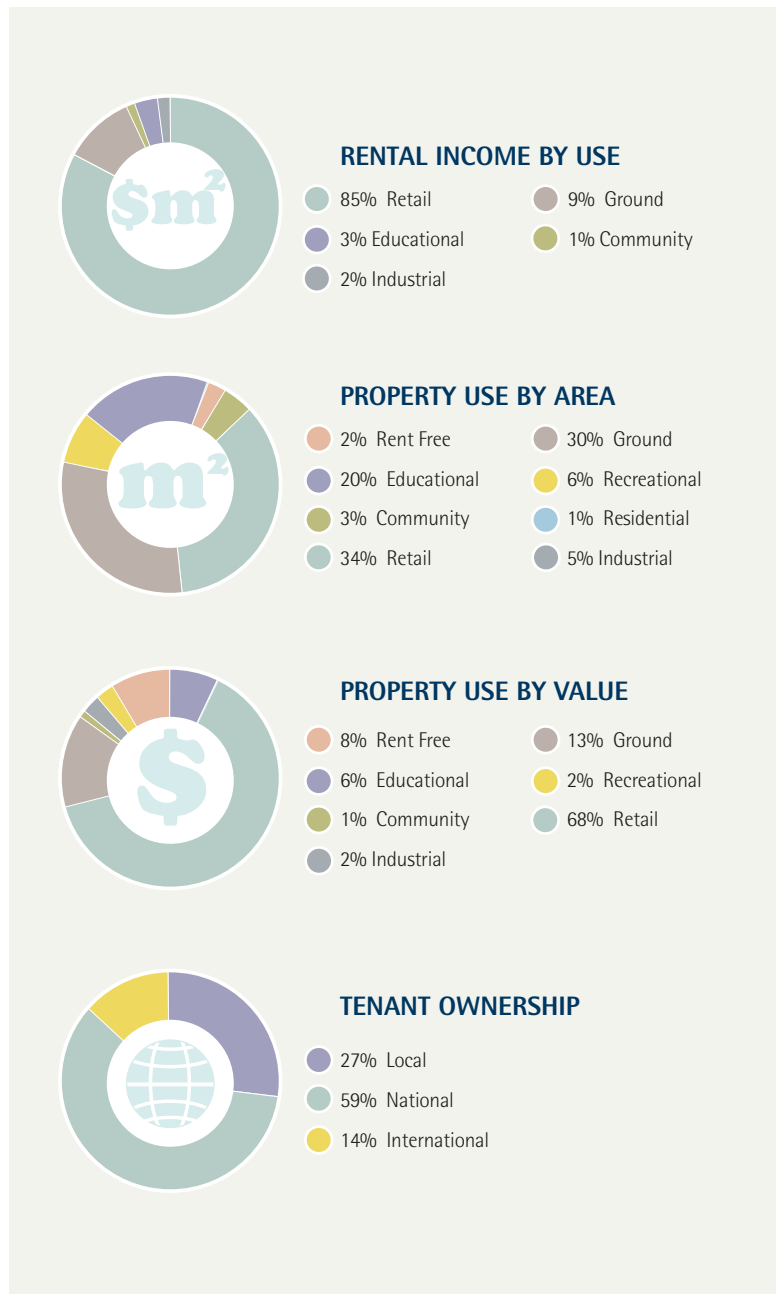 $m²
RENTAL INCOME BY USE
85% Retail
9% Ground
3% Educational
1% Community
2% Industrial
m²
PROPERTY USE BY AREA
2% Rent Free
30% Ground
20% Educational
6% Recreational
3% Community
1% Residential
34% Retail
5% Industrial
$
PROPERTY USE BY VALUE
8% Rent Free
13% Ground
6% Educational
2% Recreational
1% Community
68% Retail
2% Industrial
TENANT OWNERSHIP
27% Local
59% National
14% International